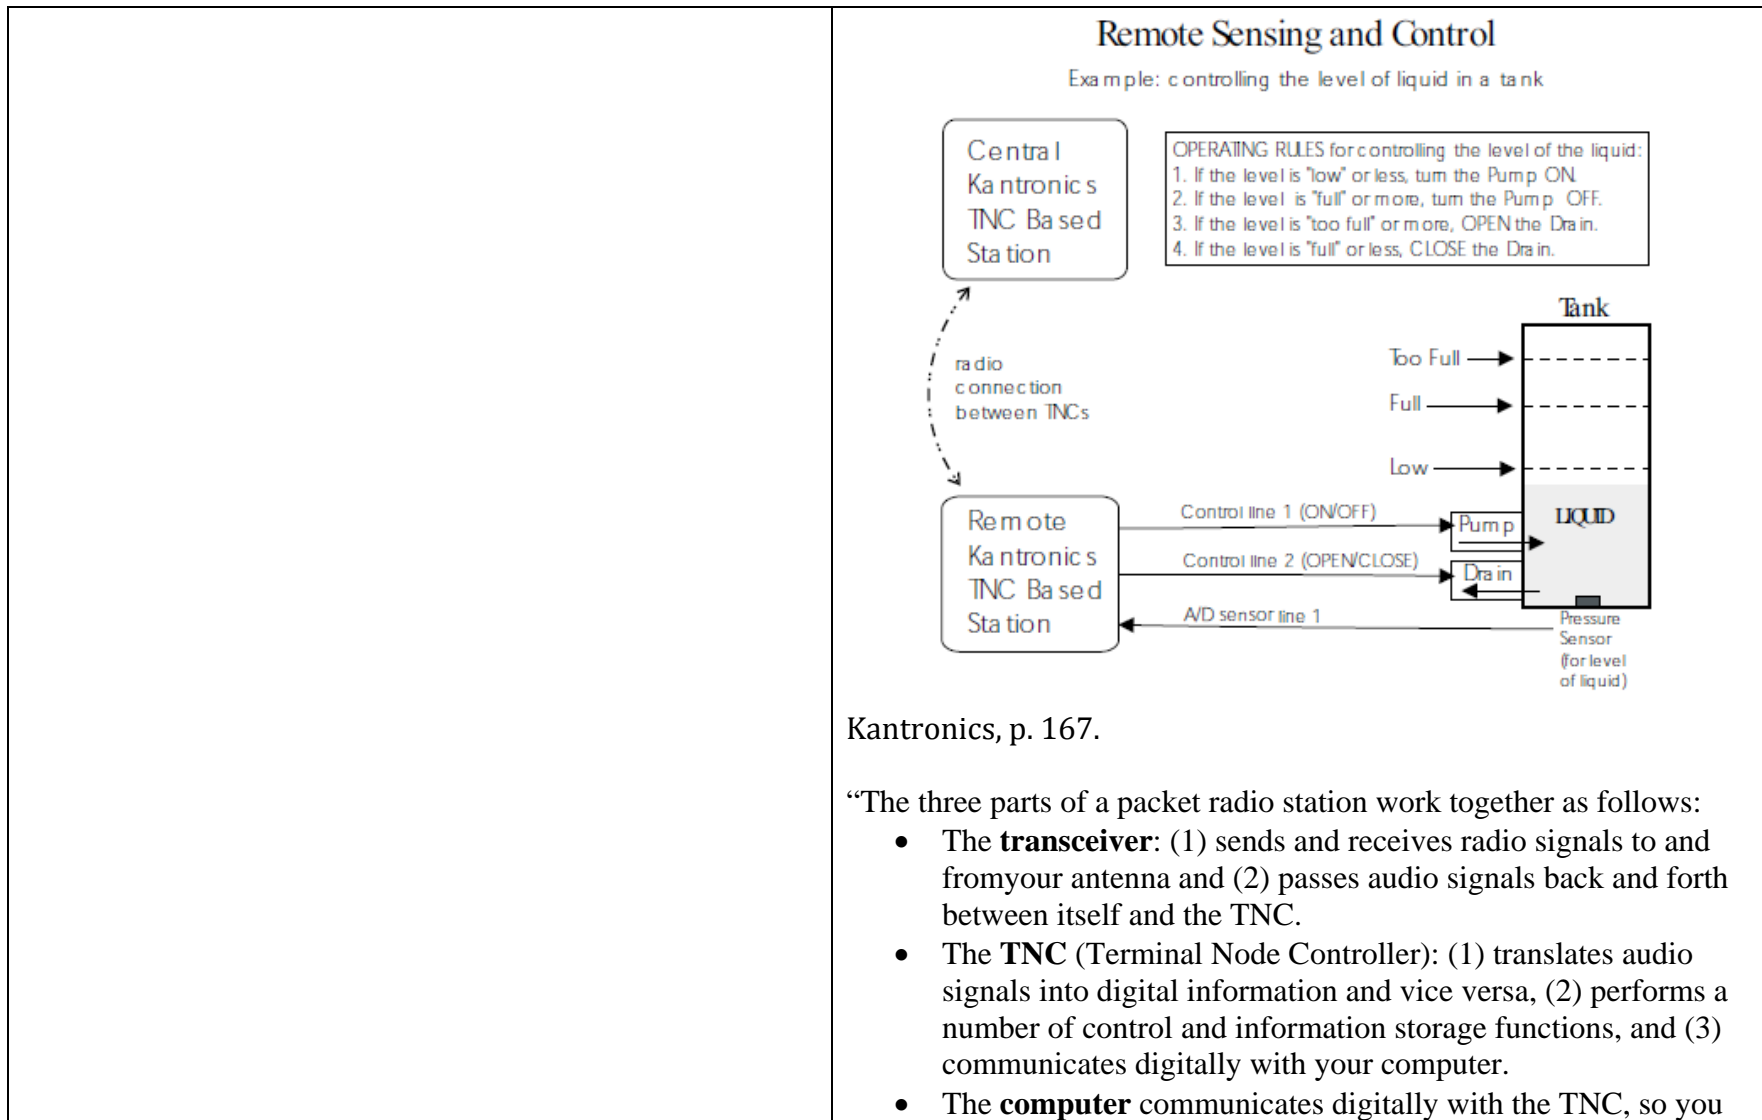 Remote Sensing and Control
Example: controlling the level of liquid in a tank
Central
Kantronics
TNC Based
Station
OPERATING RULES for controlling the level of the liquid:
1. If the level is "low" or less, turn the Pump ON.
2. If the level is "full" or more, turn the Pump OFF.
3. If the level is "too full" or more, OPEN the Drain.
4. If the level is "full" or less, CLOSE the Drain.
Tank
Too Full
Full
Low
radio
connection
between TNCs
Remote
Kantronics
TNC Based
Station
Control line 1 (ON/OFF)
Control line 2 (OPEN/CLOSE)
A/D sensor line 1
Pump
Drain
LIQUID
Pressure
Sensor
(for level
of liquid)
Kantronics, p. 167.
“The three parts of a packet radio station work together as follows:
• The transceiver: (1) sends and receives radio signals to and
fromyour antenna and (2) passes audio signals back and forth
between itself and the TNC.
• The TNC (Terminal Node Controller): (1) translates audio
signals into digital information and vice versa, (2) performs a
number of control and information storage functions, and (3)
communicates digitally with your computer.
• The computer communicates digitally with the TNC, so you